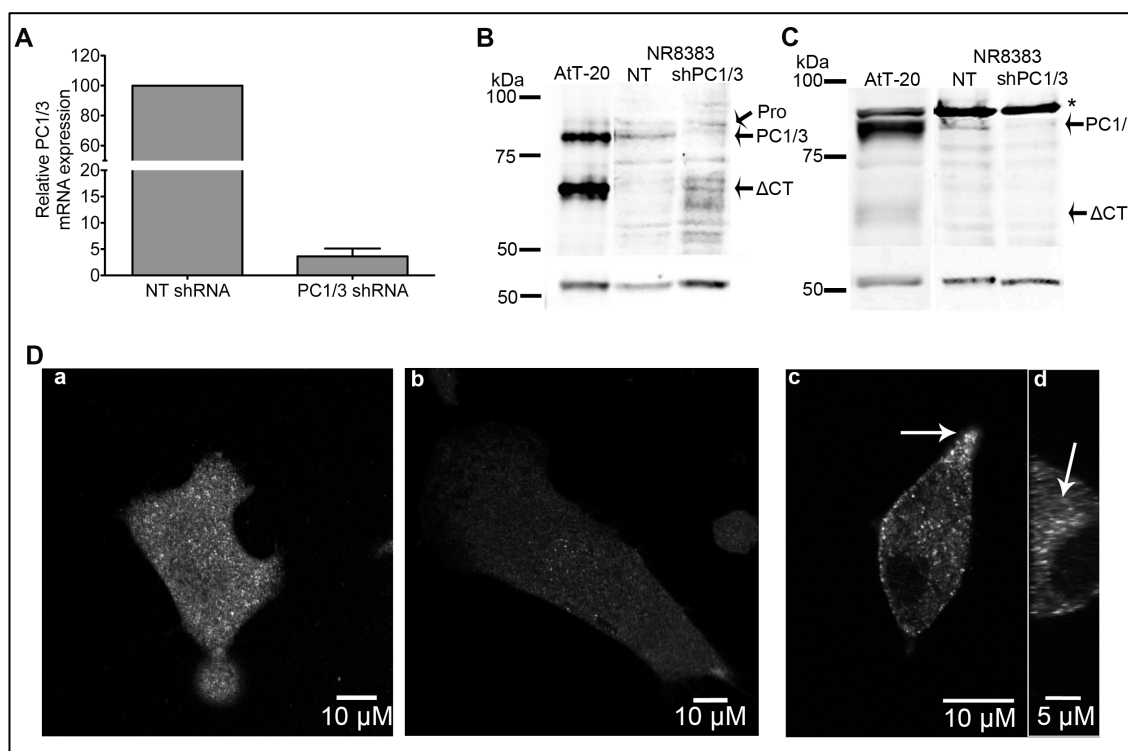 A
Relative PC1/3
mRNA expression
120
100
80
60
40
20
20
15
10
5
0
NT shRNA
PC1/3 shRNA
B
kDa
AtT-20
NR8383
NT
shPC1/3
100
75
50
50
Pro
PC1/3
ΔCT
C
kDa
AtT-20
NR8383
NT
shPC1/3
100
75
50
*
PC1/
ΔCT
D
a
10 µM
b
10 µM
c
10 µM
d
5 µM